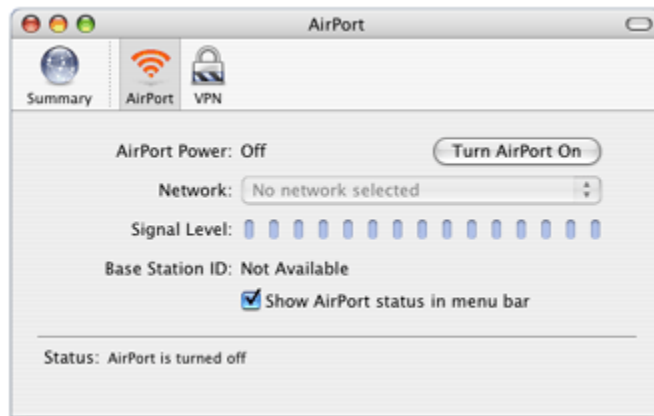 AirPort
Summary AirPort VPN
AirPort Power: Off Turn AirPort On
Network: No network selected
Signal Level:
Base Station ID: Not Available
Show AirPort status in menu bar
Status: AirPort is turned off